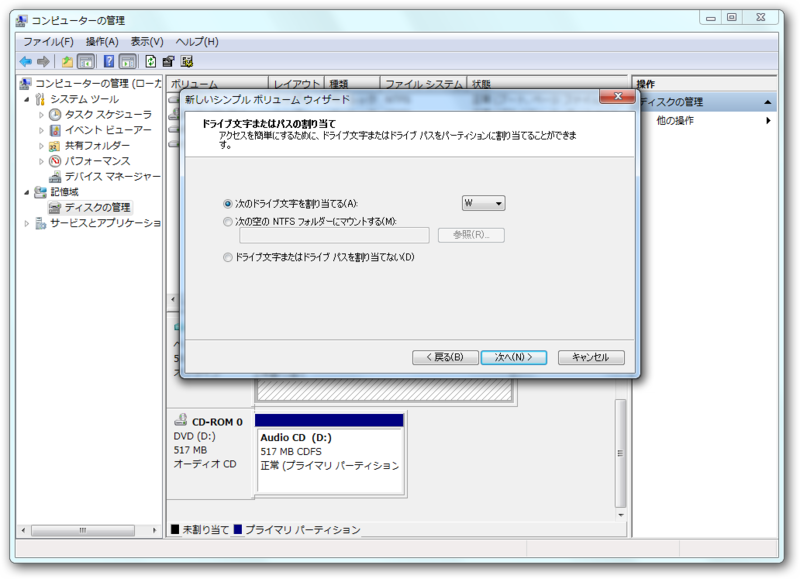 コンピューターの管理
ファイル(F) 操作(A) 表示(V) ヘルプ(H)
コンピューターの管理 (ローカ
システム ツール
タスク スケジューラ
イベント ビューアー
共有フォルダー
パフォーマンス
デバイス マネージャー
記憶域
ディスクの管理
サービスとアプリケーショ
ボリューム レイアウト 種類 ファイル システム 状態
操作
ディスクの管理
他の操作
新しいシンプル ボリューム ウィザード
ドライブ文字またはパスの割り当て
アクセスを簡単にするために、ドライブ文字またはドライブ パスをパーティションに割り当てることができま
す。
次のドライブ文字を割り当てる(A): W
次の空の NTFS フォルダーにマウントする(M):
参照(R)...
ドライブ文字またはドライブ パスを割り当てない(D)
< 戻る(B) 次へ(N) > キャンセル
CD-ROM 0
DVD (D:)
517 MB
オーディオ CD
Audio CD (D:)
517 MB CDFS
正常 (プライマリ パーティション
未割り当て プライマリ パーティション